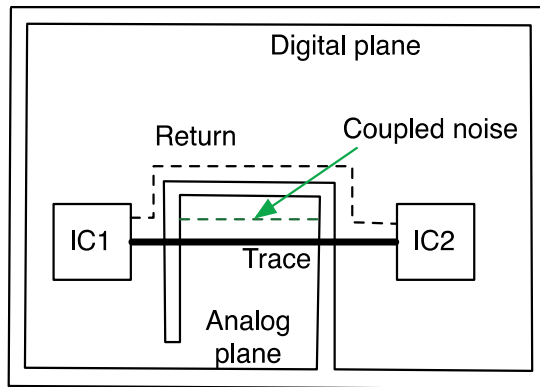 Digital plane
Return
Coupled noise
IC1
IC2
Trace
Analog
plane